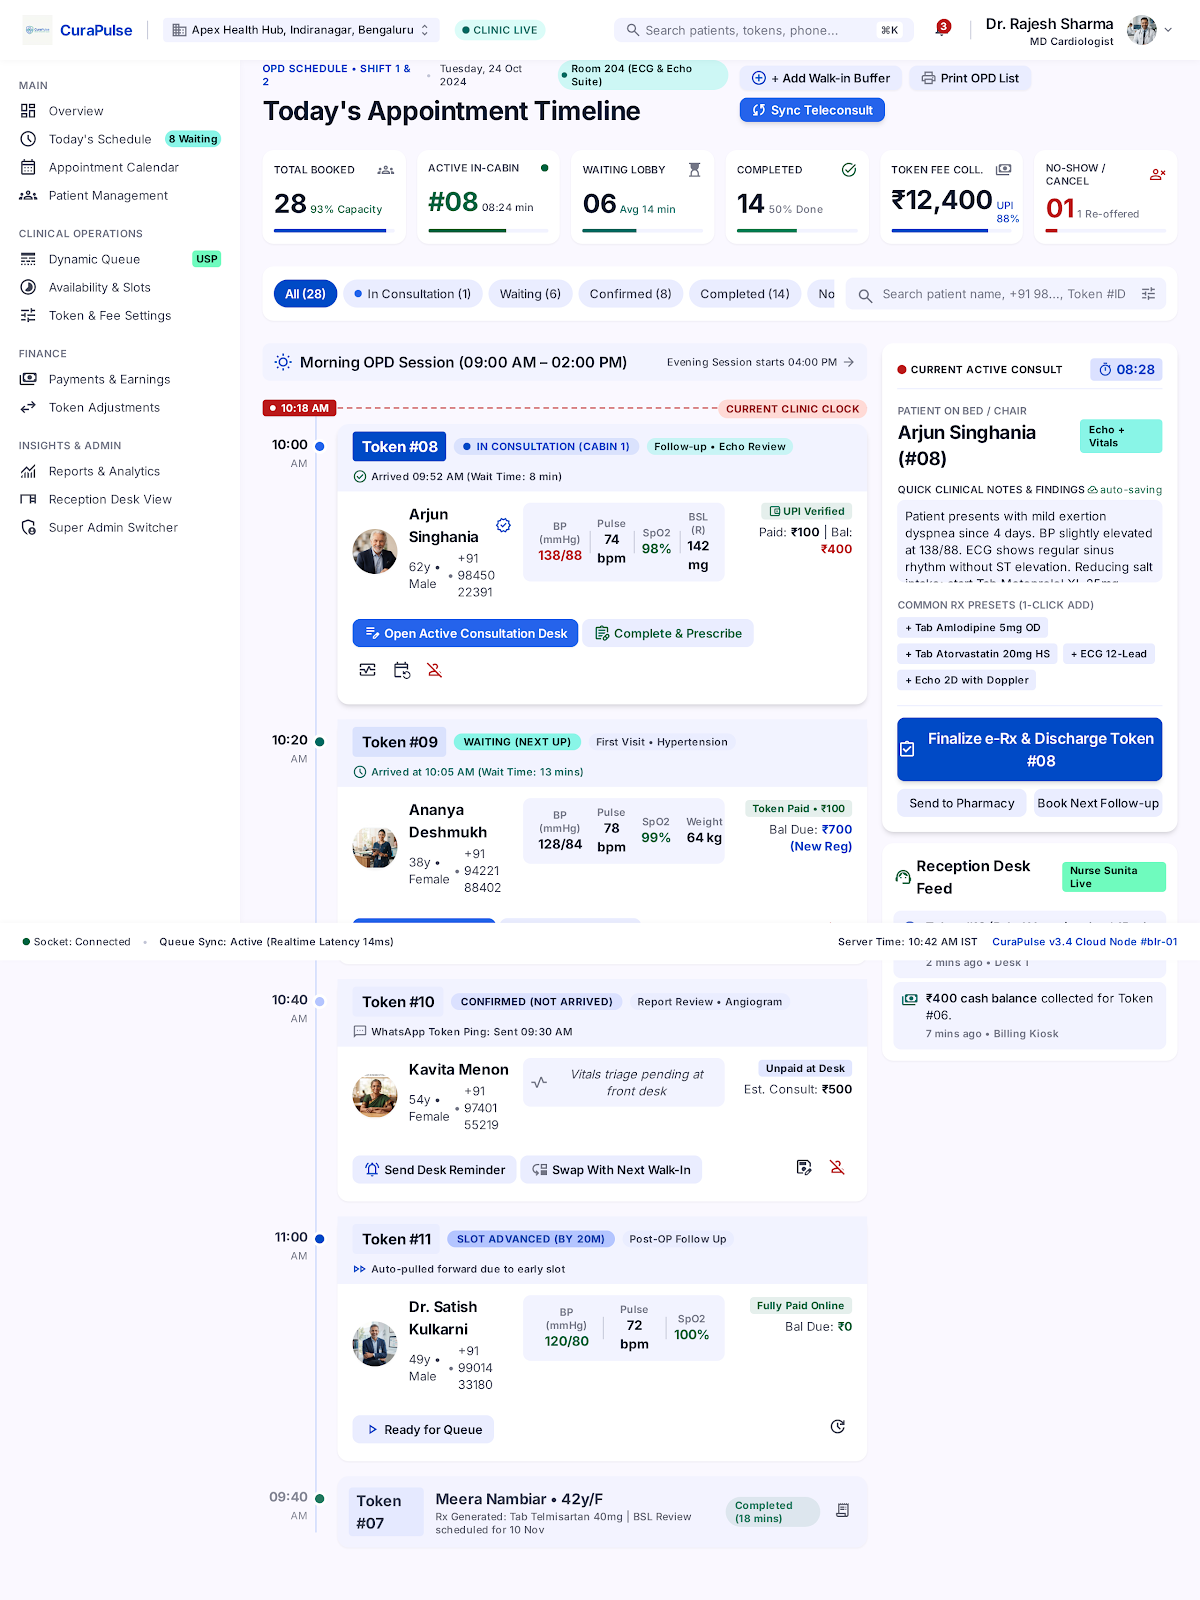 CuraPulse
Apex Health Hub, Indiranagar, Bengaluru
CLINIC LIVE
Search patients, tokens, phone...
⌘K
3
Dr. Rajesh Sharma
MD Cardiologist
MAIN
Overview
Today's Schedule
8 Waiting
Appointment Calendar
Patient Management
CLINICAL OPERATIONS
Dynamic Queue
USP
Availability & Slots
Token & Fee Settings
FINANCE
Payments & Earnings
Token Adjustments
INSIGHTS & ADMIN
Reports & Analytics
Reception Desk View
Super Admin Switcher
OPD SCHEDULE • SHIFT 1 &
2
•
Tuesday, 24 Oct
2024
Room 204 (ECG & Echo
Suite)
Today's Appointment Timeline
+ Add Walk-in Buffer
Print OPD List
Sync Teleconsult
TOTAL BOOKED
28 93% Capacity
ACTIVE IN-CABIN
#08 08:24 min
WAITING LOBBY
06 Avg 14 min
COMPLETED
14 50% Done
TOKEN FEE COLL.
₹12,400 UPI
88%
NO-SHOW /
CANCEL
01 1 Re-offered
All (28)
In Consultation (1)
Waiting (6)
Confirmed (8)
Completed (14)
No
Search patient name, +91 98..., Token #ID
Morning OPD Session (09:00 AM – 02:00 PM)
Evening Session starts 04:00 PM →
10:18 AM
CURRENT CLINIC CLOCK
10:00
AM
Token #08
IN CONSULTATION (CABIN 1)
Follow-up • Echo Review
Arrived 09:52 AM (Wait Time: 8 min)
Arjun
Singhania
62y •
Male
• +91
98450
22391
BP
(mmHg)
138/88
Pulse
74
bpm
SpO2
98%
BSL
(R)
142
mg
UPI Verified
Paid: ₹100 | Bal:
₹400
Open Active Consultation Desk
Complete & Prescribe
10:20
AM
Token #09
WAITING (NEXT UP)
First Visit • Hypertension
Arrived at 10:05 AM (Wait Time: 13 mins)
Ananya
Deshmukh
38y •
Female
• +91
94221
88402
BP
(mmHg)
128/84
Pulse
78
bpm
SpO2
99%
Weight
64 kg
Token Paid • ₹100
Bal Due: ₹700
(New Reg)
10:40
AM
Token #10
CONFIRMED (NOT ARRIVED)
Report Review • Angiogram
WhatsApp Token Ping: Sent 09:30 AM
Kavita Menon
54y •
Female
• +91
97401
55219
Vitals triage pending at
front desk
Unpaid at Desk
Est. Consult: ₹500
Send Desk Reminder
Swap With Next Walk-In
11:00
AM
Token #11
SLOT ADVANCED (BY 20M)
Post-OP Follow Up
Auto-pulled forward due to early slot
Dr. Satish
Kulkarni
49y •
Male
• +91
99014
33180
BP
(mmHg)
120/80
Pulse
72
bpm
SpO2
100%
Fully Paid Online
Bal Due: ₹0
Ready for Queue
09:40
AM
Token
#07
Meera Nambiar • 42y/F
Rx Generated: Tab Telmisartan 40mg | BSL Review
scheduled for 10 Nov
Completed
(18 mins)
CURRENT ACTIVE CONSULT
08:28
PATIENT ON BED / CHAIR
Arjun Singhania
(#08)
Echo +
Vitals
QUICK CLINICAL NOTES & FINDINGS
auto-saving
Patient presents with mild exertion
dyspnea since 4 days. BP slightly elevated
at 138/88. ECG shows regular sinus
rhythm without ST elevation. Reducing salt
intake; start Tab Metoprolol XL 25mg
COMMON RX PRESETS (1-CLICK ADD)
+ Tab Amlodipine 5mg OD
+ Tab Atorvastatin 20mg HS
+ ECG 12-Lead
+ Echo 2D with Doppler
Finalize e-Rx & Discharge Token
#08
Send to Pharmacy
Book Next Follow-up
Reception Desk
Feed
Nurse Sunita
Live
2 mins ago • Desk 1
₹400 cash balance collected for Token
#06.
7 mins ago • Billing Kiosk
Socket: Connected
•
Queue Sync: Active (Realtime Latency 14ms)
Server Time: 10:42 AM IST
CuraPulse v3.4 Cloud Node #blr-01